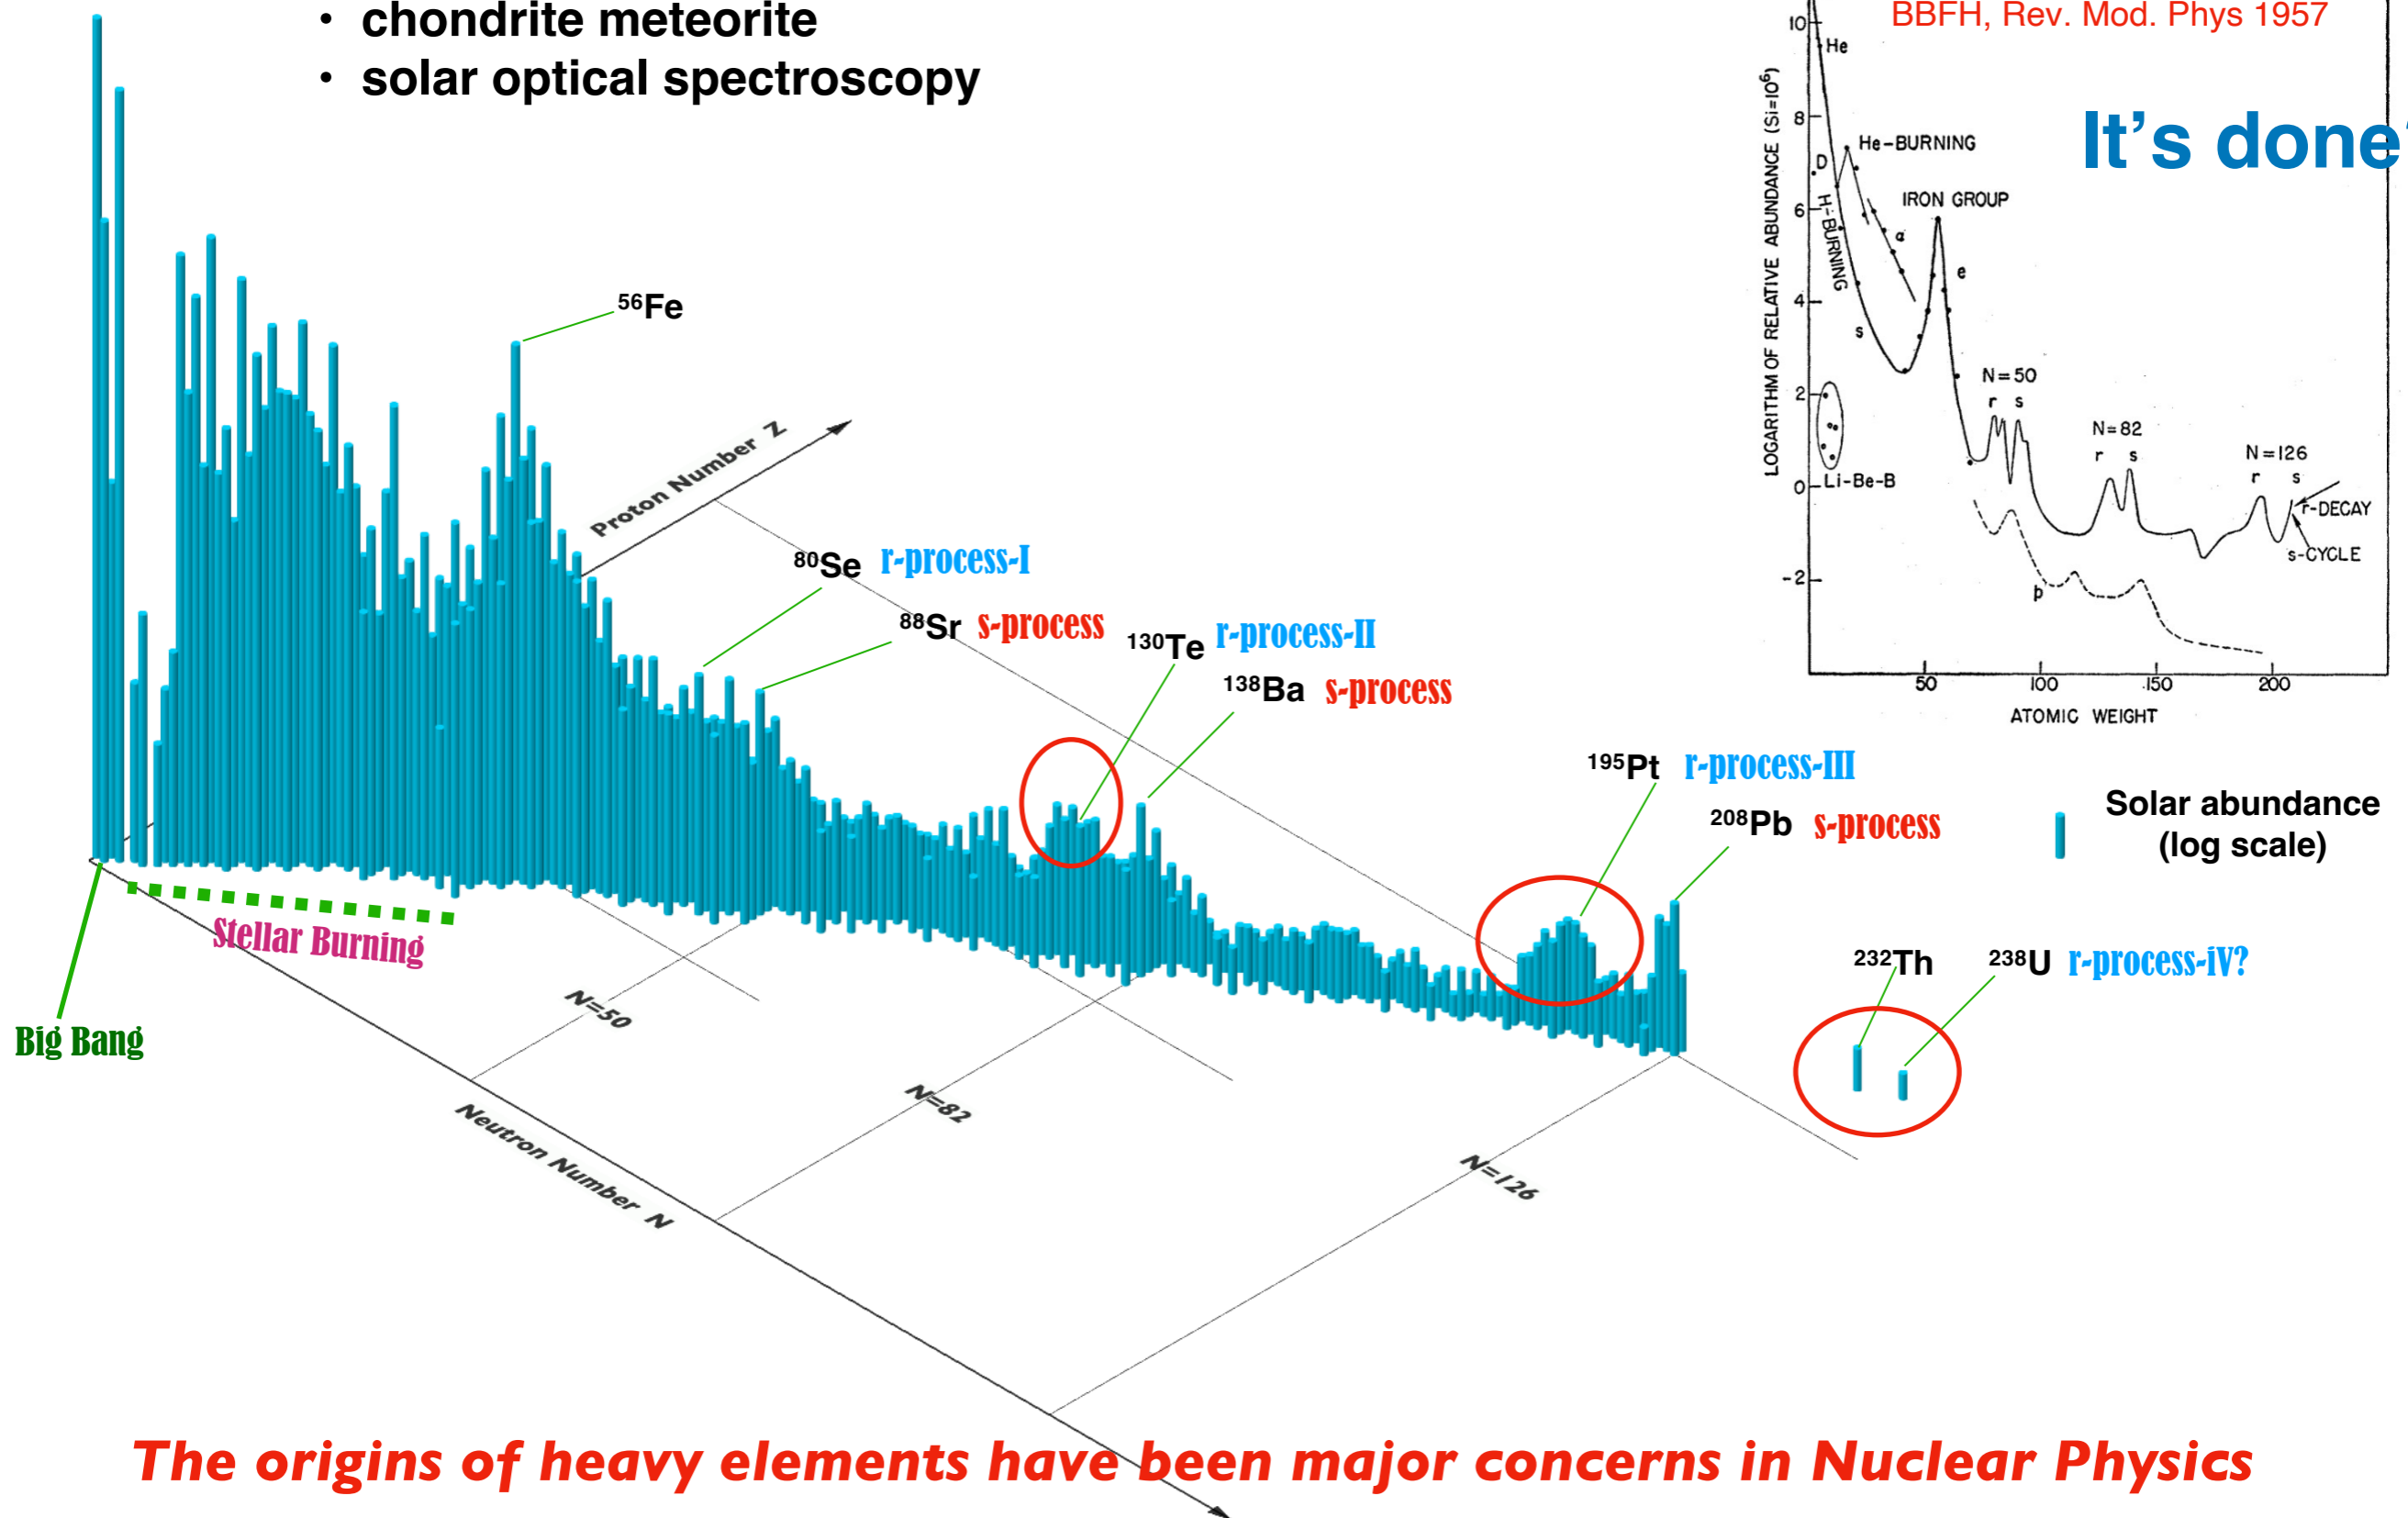 • chondrite meteorite
• solar optical spectroscopy
BBFH, Rev. Mod. Phys 1957
It's done
LOGARITHM OF RELATIVE ABUNDANCE (Si=10⁶)
10
8
6
4
2
0
-2
He
D
He-BURNING
H-BURNING
IRON GROUP
α
e
s
Li-Be-B
N=50
r s
N=82
r s
N=126
r s
r-DECAY
s-CYCLE
p
50 100 150 200
ATOMIC WEIGHT
⁵⁶Fe
Proton Number Z
⁸⁰Se r-process-I
⁸⁸Sr s-process
¹³⁰Te r-process-II
¹³⁸Ba s-process
¹⁹⁵Pt r-process-III
²⁰⁸Pb s-process
Solar abundance
(log scale)
²³²Th ²³⁸U r-process-iV?
Stellar Burning
Big Bang
N=50
N=82
N=126
Neutron Number N
The origins of heavy elements have been major concerns in Nuclear Physics